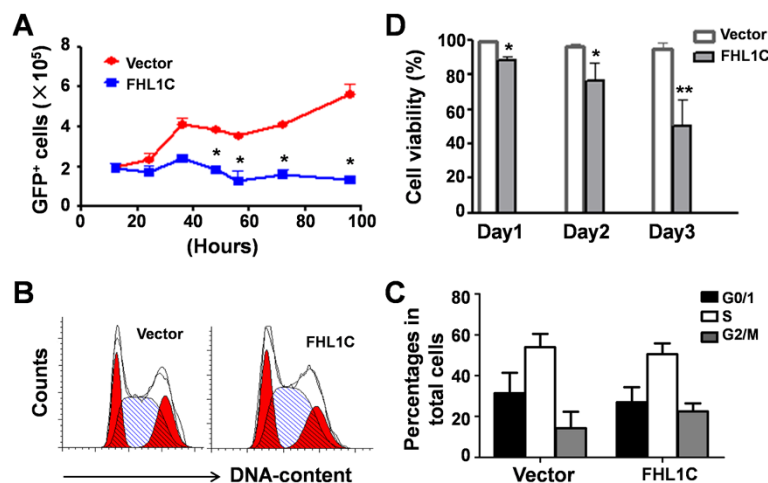 A
GFP⁺ cells (×10⁵)
8
6
4
2
0
Vector
FHL1C
* * * *
0 20 40 60 80 100
(Hours)
D
Cell viability (%)
100
80
60
40
20
0
Vector
FHL1C
* * **
Day1 Day2 Day3
B
Counts
Vector
FHL1C
DNA-content
C
Percentages in
total cells
80
60
40
20
0
G0/1
S
G2/M
Vector FHL1C